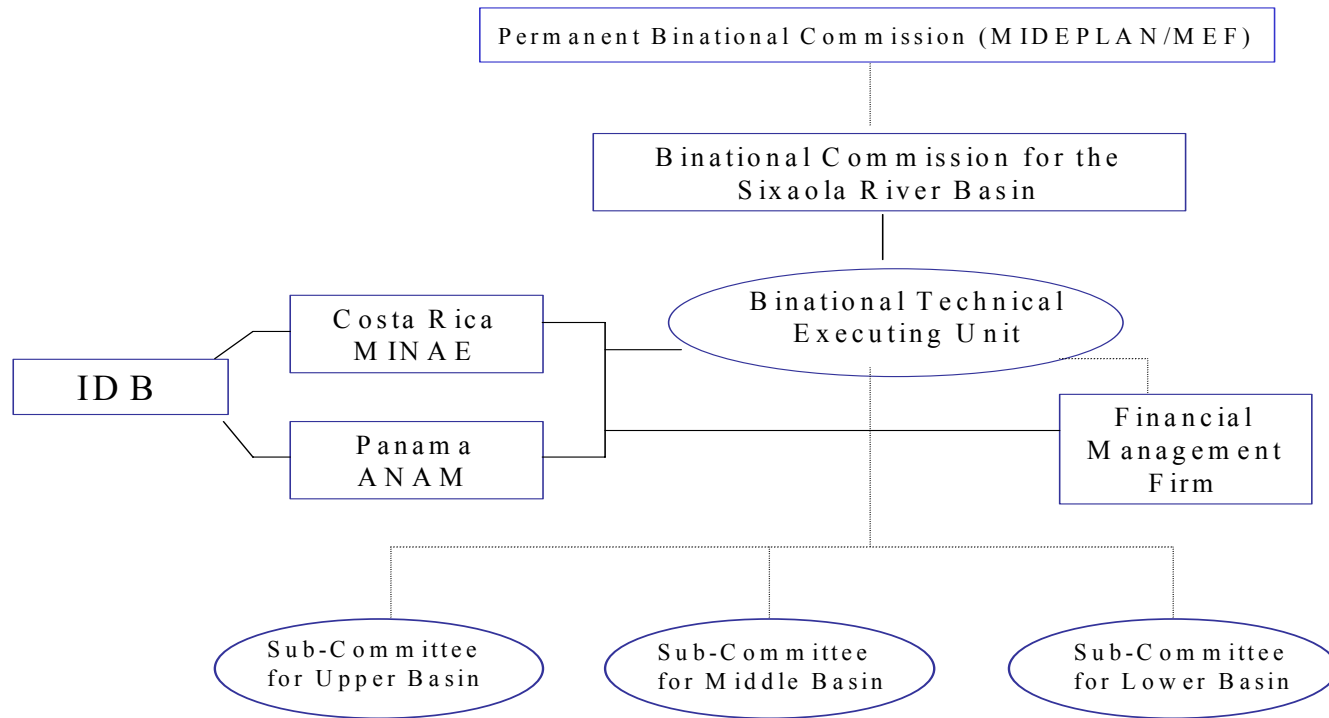 Permanent Binational Commission (MIDEPLAN/MEF)
Binational Commission for the
Sixaola River Basin
Binational Technical
Executing Unit
Costa Rica
MINAE
IDB
Panama
ANAM
Financial
Management
Firm
Sub-Committee
for Upper Basin
Sub-Committee
for Middle Basin
Sub-Committee
for Lower Basin